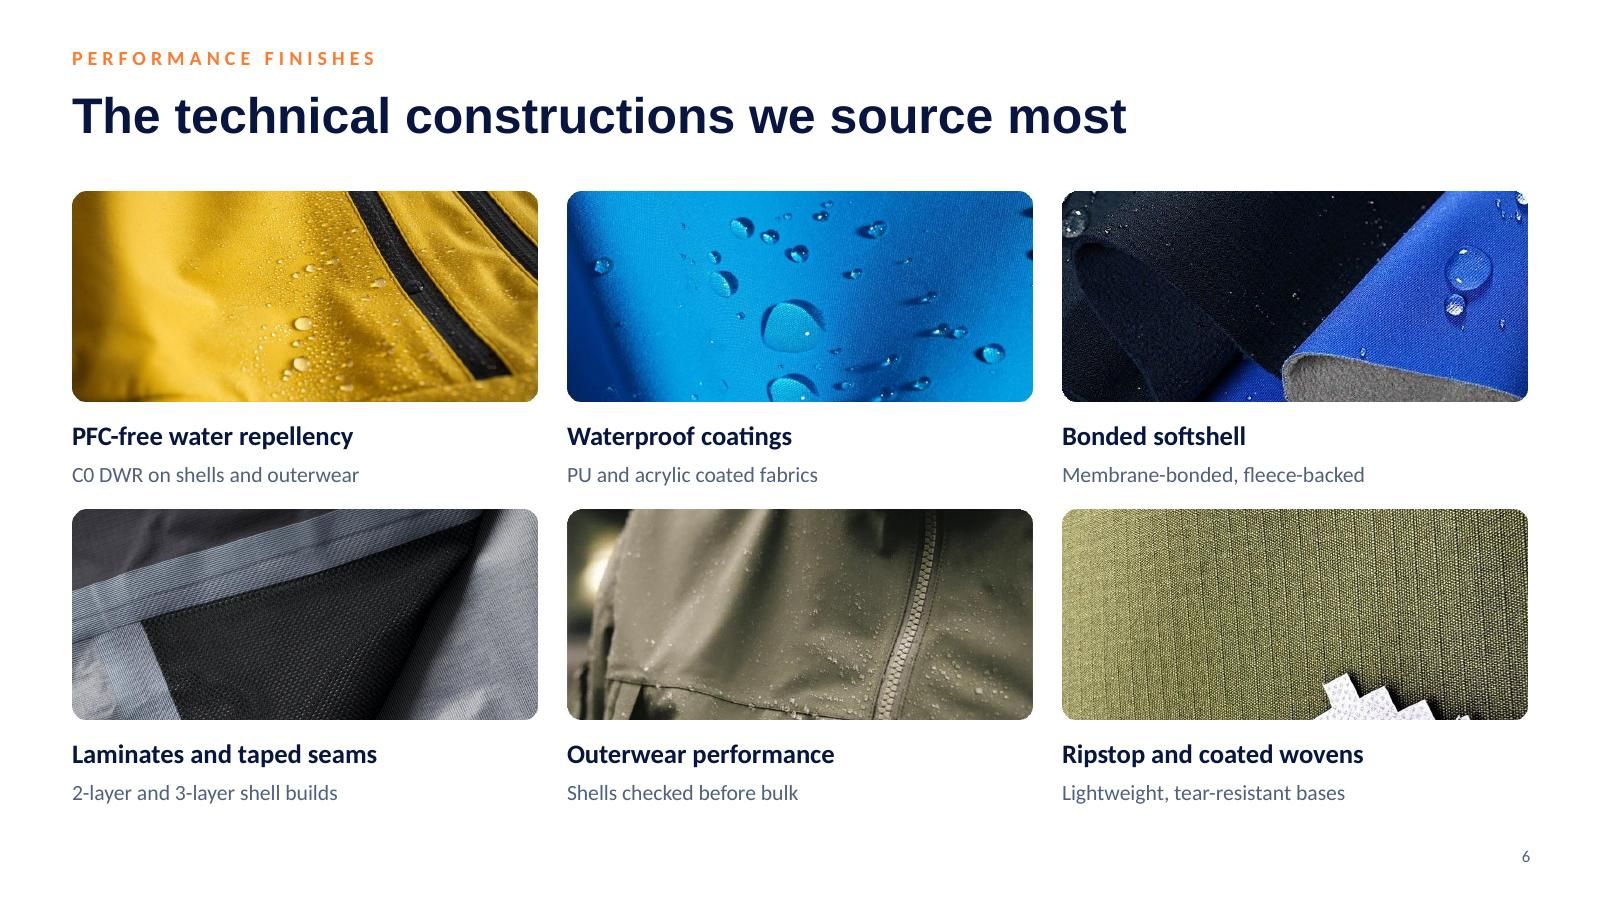 PERFORMANCE FINISHES
The technical constructions we source most
PFC-free water repellency
C0 DWR on shells and outerwear
Waterproof coatings
PU and acrylic coated fabrics
Bonded softshell
Membrane-bonded, fleece-backed
Laminates and taped seams
2-layer and 3-layer shell builds
Outerwear performance
Shells checked before bulk
Ripstop and coated wovens
Lightweight, tear-resistant bases
6